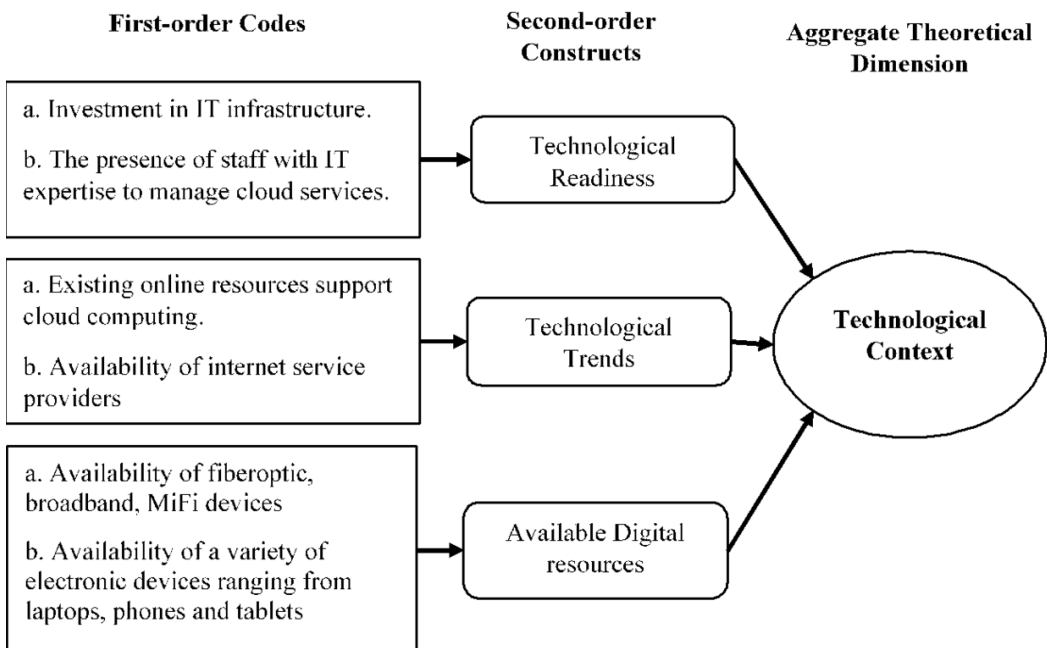 First-order Codes
Second-order
Constructs
Aggregate Theoretical
Dimension
a. Investment in IT infrastructure.
b. The presence of staff with IT
expertise to manage cloud services.
Technological
Readiness
a. Existing online resources support
cloud computing.
b. Availability of internet service
providers
Technological
Trends
Technological
Context
a. Availability of fiberoptic,
broadband, MiFi devices
b. Availability of a variety of
electronic devices ranging from
laptops, phones and tablets
Available Digital
resources